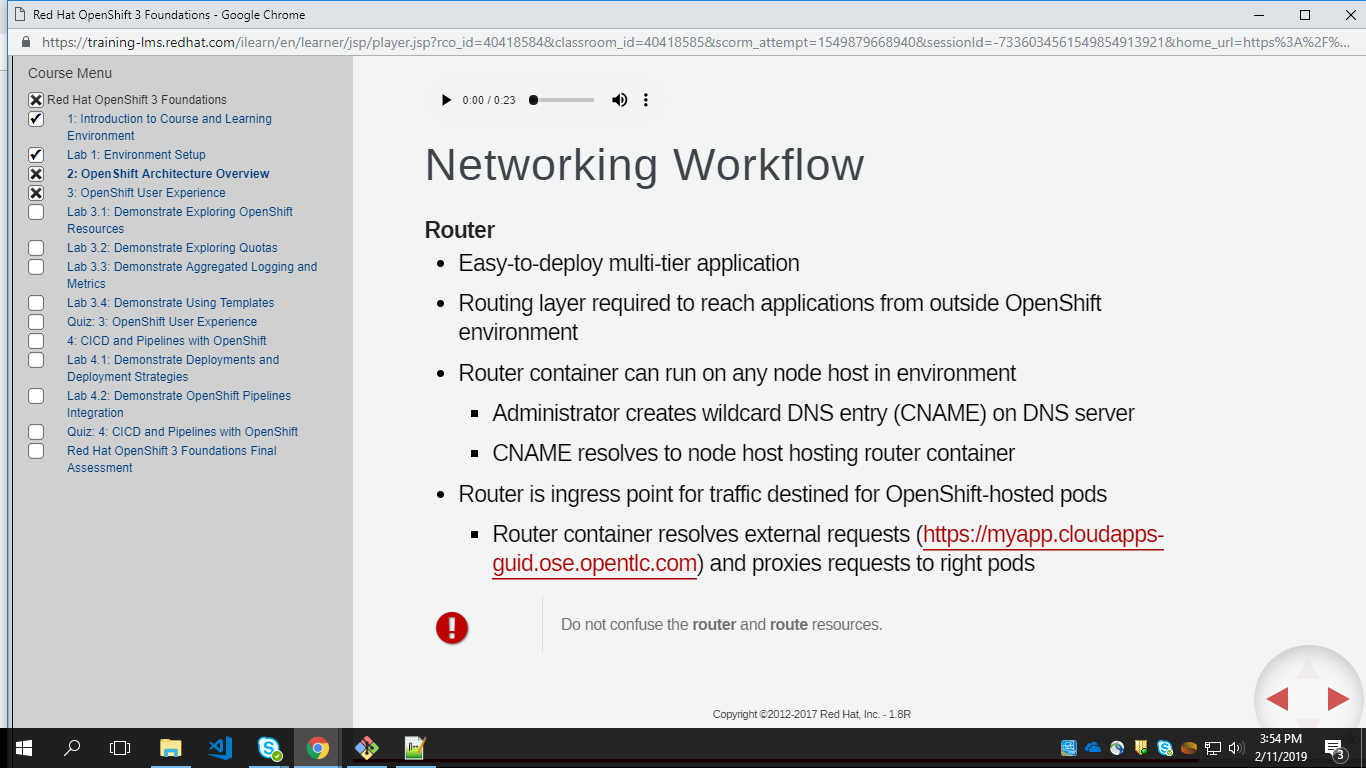 Red Hat OpenShift 3 Foundations - Google Chrome
https://training-lms.redhat.com/ilearn/en/learner/jsp/player.jsp?rco_id=40418584&classroom_id=40418585&scorm_attempt=1549879668940&sessionId=-7336034561549854913921&home_url=https%3A%2F%...
Course Menu
Red Hat OpenShift 3 Foundations
1: Introduction to Course and Learning
Environment
Lab 1: Environment Setup
2: OpenShift Architecture Overview
3: OpenShift User Experience
Lab 3.1: Demonstrate Exploring OpenShift
Resources
Lab 3.2: Demonstrate Exploring Quotas
Lab 3.3: Demonstrate Aggregated Logging and
Metrics
Lab 3.4: Demonstrate Using Templates
Quiz: 3: OpenShift User Experience
4: CICD and Pipelines with OpenShift
Lab 4.1: Demonstrate Deployments and
Deployment Strategies
Lab 4.2: Demonstrate OpenShift Pipelines
Integration
Quiz: 4: CICD and Pipelines with OpenShift
Red Hat OpenShift 3 Foundations Final
Assessment
0:00 / 0:23
Networking Workflow
Router
• Easy-to-deploy multi-tier application
• Routing layer required to reach applications from outside OpenShift
environment
• Router container can run on any node host in environment
▪ Administrator creates wildcard DNS entry (CNAME) on DNS server
▪ CNAME resolves to node host hosting router container
• Router is ingress point for traffic destined for OpenShift-hosted pods
▪ Router container resolves external requests (https://myapp.cloudapps-
guid.ose.opentlc.com) and proxies requests to right pods
Do not confuse the router and route resources.
Copyright ©2012-2017 Red Hat, Inc. - 1.8R
3:54 PM
2/11/2019
3